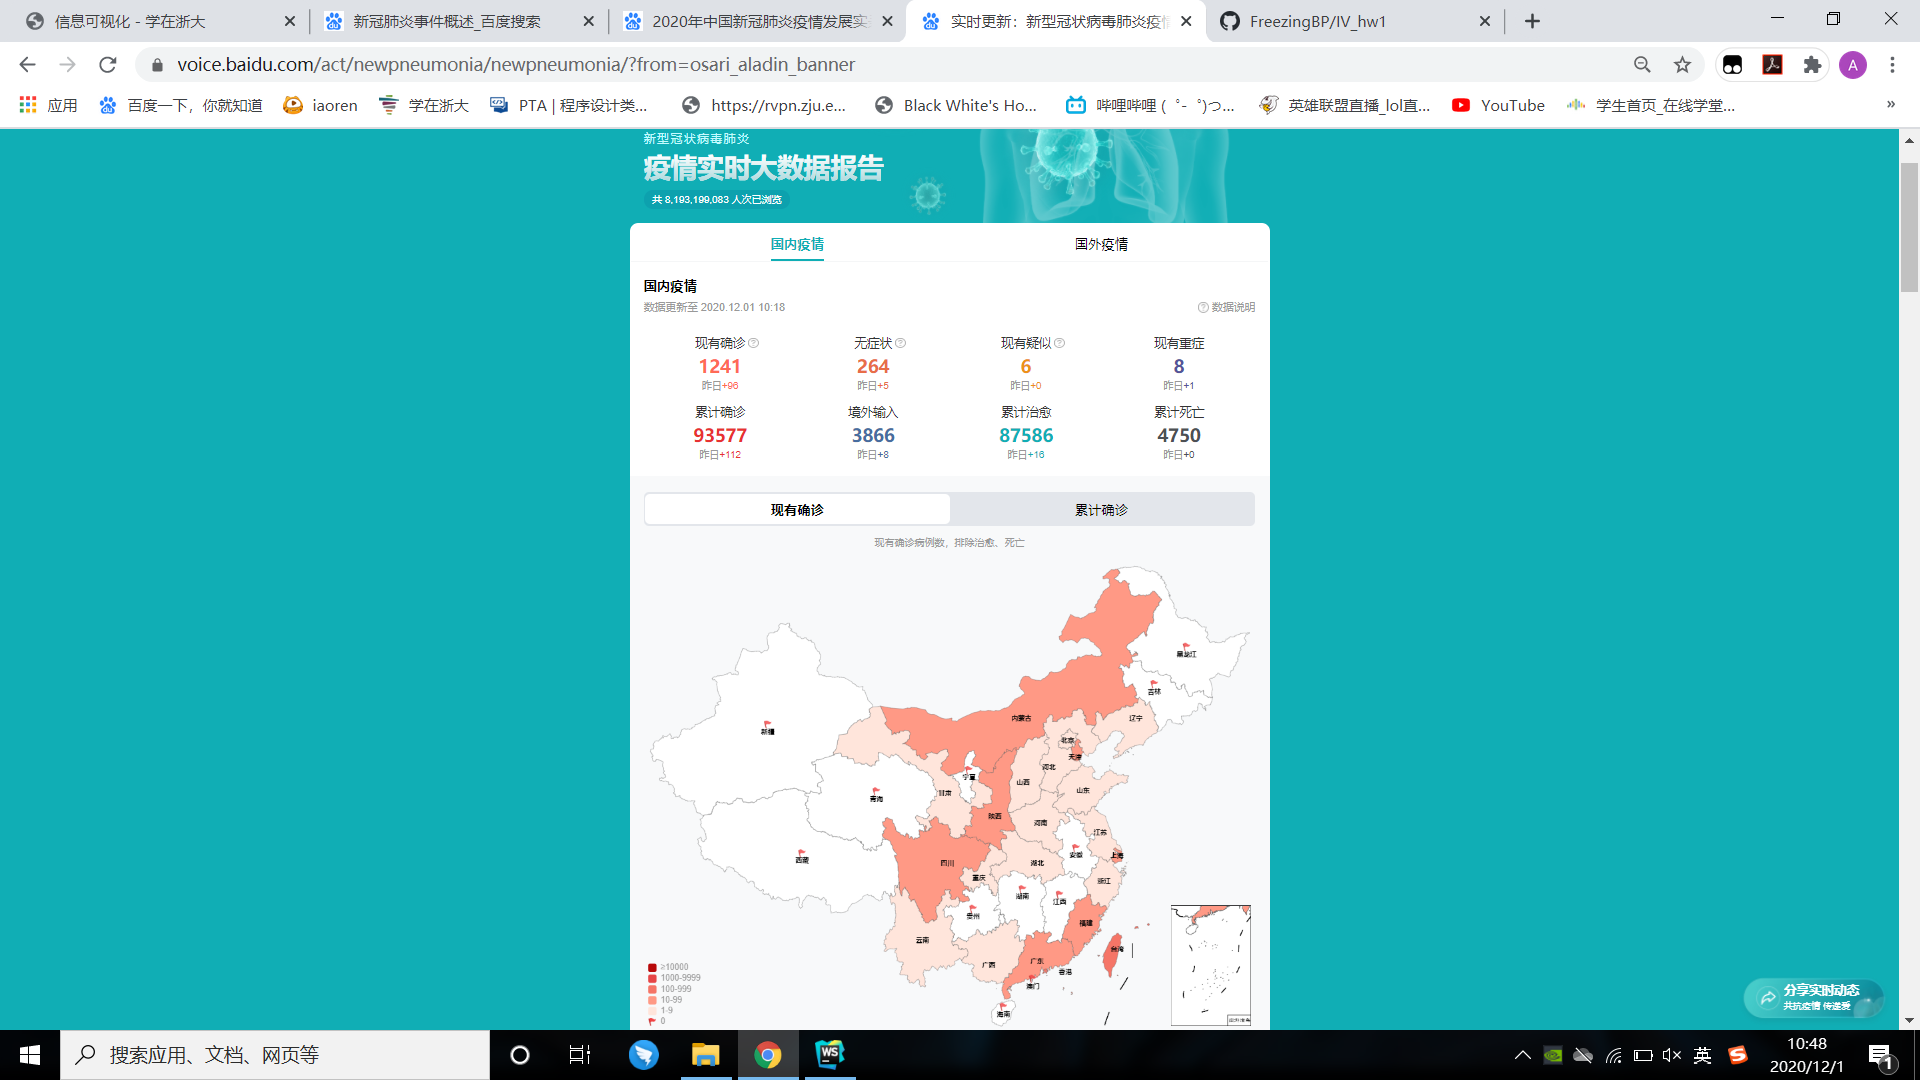 信息可视化 - 学在浙大
新冠肺炎事件概述_百度搜索
2020年中国新冠肺炎疫情发展实
实时更新：新型冠状病毒肺炎疫情
FreezingBP/IV_hw1
voice.baidu.com/act/newpneumonia/newpneumonia/?from=osari_aladin_banner
A
应用
百度一下，你就知道
iaoren
学在浙大
PTA | 程序设计类...
https://rvpn.zju.e...
Black White's Ho...
哔哩哔哩 ( ゜- ゜)つ...
英雄联盟直播_lol直...
YouTube
学生首页_在线学堂...
»
新型冠状病毒肺炎
疫情实时大数据报告
共 8,193,199,083 人次已浏览
国内疫情
国外疫情
国内疫情
数据更新至 2020.12.01 10:18
数据说明
现有确诊
无症状
现有疑似
现有重症
1241
264
6
8
昨日+96
昨日+5
昨日+0
昨日+1
累计确诊
境外输入
累计治愈
累计死亡
93577
3866
87586
4750
昨日+112
昨日+8
昨日+16
昨日+0
现有确诊
累计确诊
现有确诊病例数，排除治愈、死亡
黑龙江
吉林
内蒙古
辽宁
新疆
北京
天津
河北
宁夏
山西
山东
甘肃
青海
陕西
河南
江苏
西藏
四川
湖北
安徽
上海
重庆
浙江
湖南
江西
贵州
福建
云南
台湾
广西
广东
香港
澳门
海南
≥10000
1000-9999
100-999
10-99
1-9
0
分享实时动态
共抗疫情 传递爱
搜索应用、文档、网页等
WS
英
10:48
2020/12/1
1